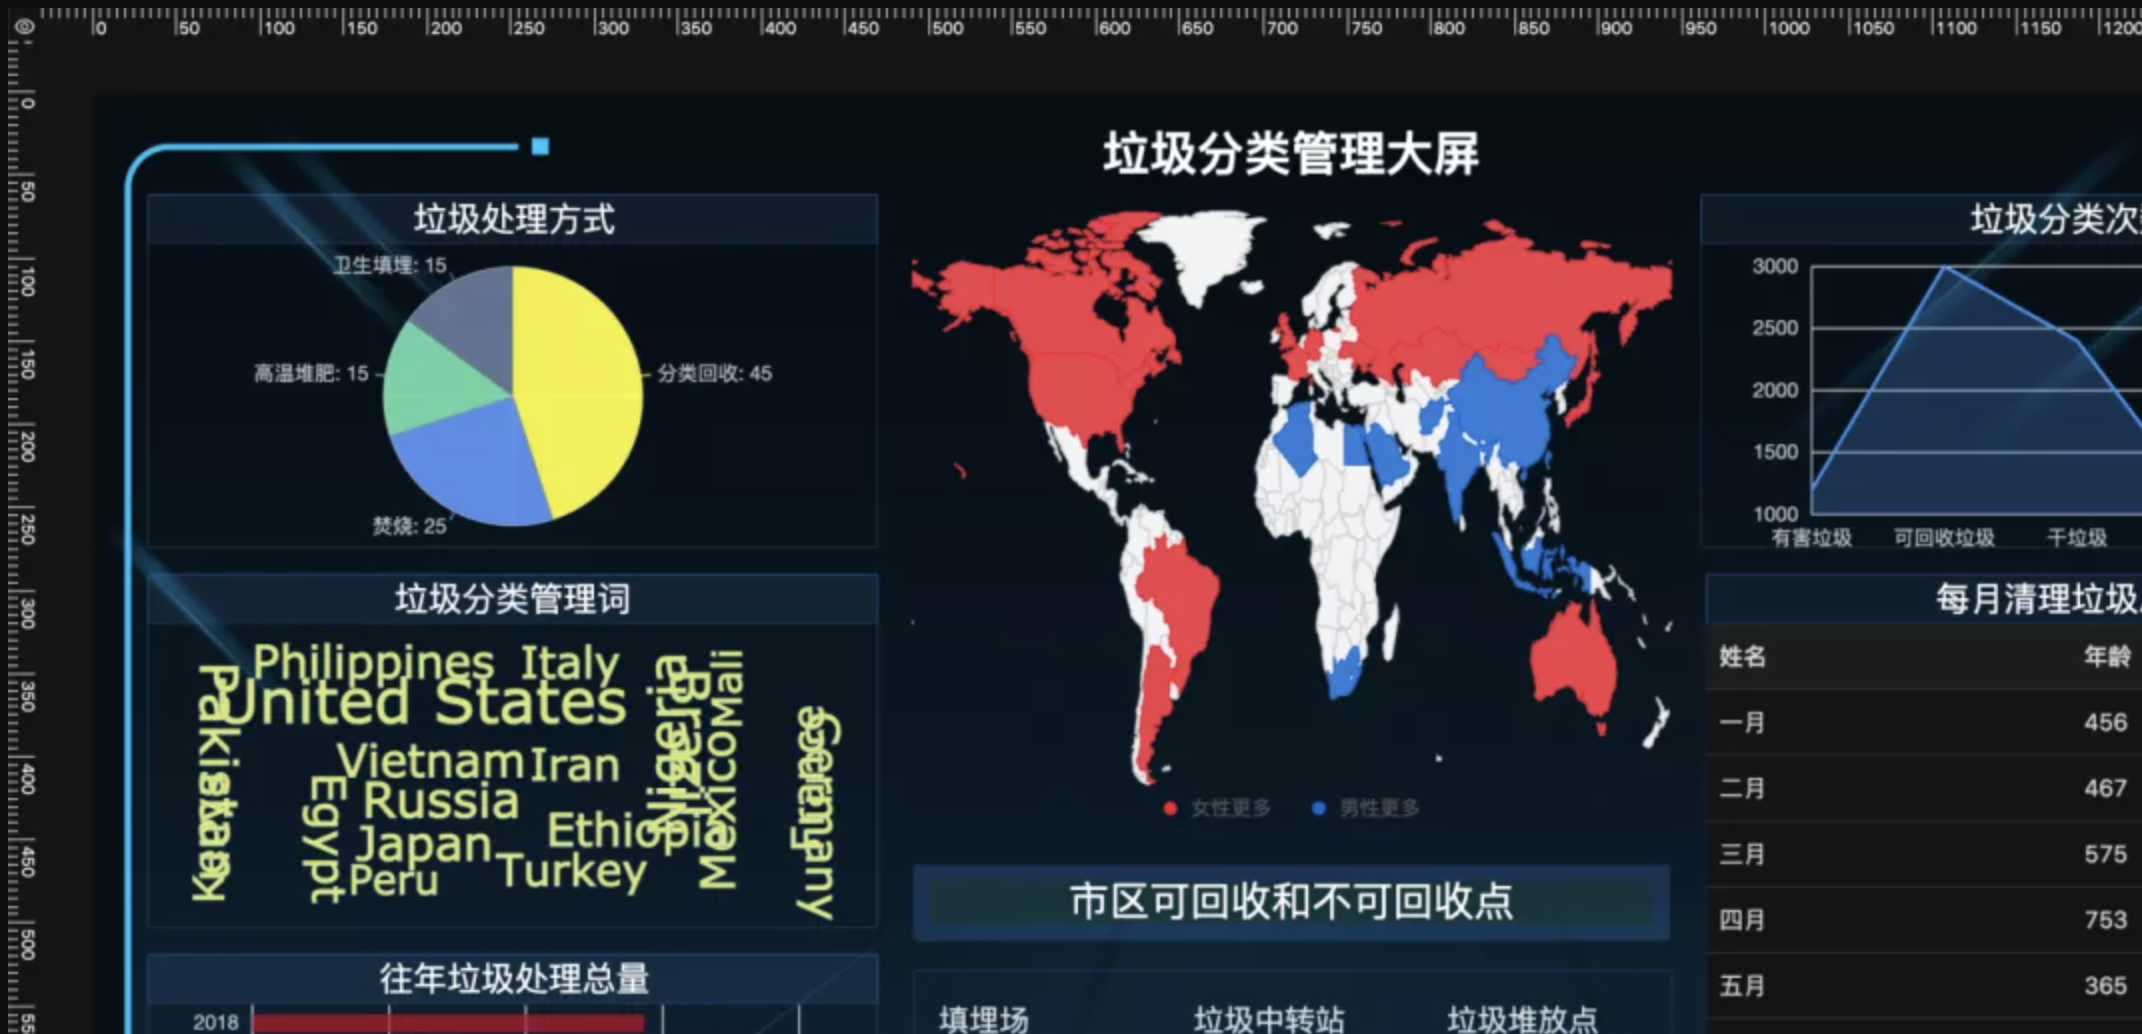 0 50 100 150 200 250 300 350 400 450 500 550 600 650 700 750 800 850 900 950 1000 1050 1100 1150 1200
0
50
100
150
200
250
300
350
400
450
500
垃圾分类管理大屏
垃圾处理方式
卫生填埋: 15
高温堆肥: 15
分类回收: 45
焚烧: 25
垃圾分类管理词
Philippines Italy
Pakistan
United States
Nigeria
Mali
Vietnam Iran
Mexico
France
Germany
Egypt
Russia
Ethiopia
Japan
Turkey
Peru
往年垃圾处理总量
2018
女性更多 男性更多
市区可回收和不可回收点
填埋场 垃圾中转站 垃圾堆放点
垃圾分类次
3000
2500
2000
1500
1000
有害垃圾 可回收垃圾 干垃圾
每月清理垃圾
姓名 年龄
一月 456
二月 467
三月 575
四月 753
五月 365